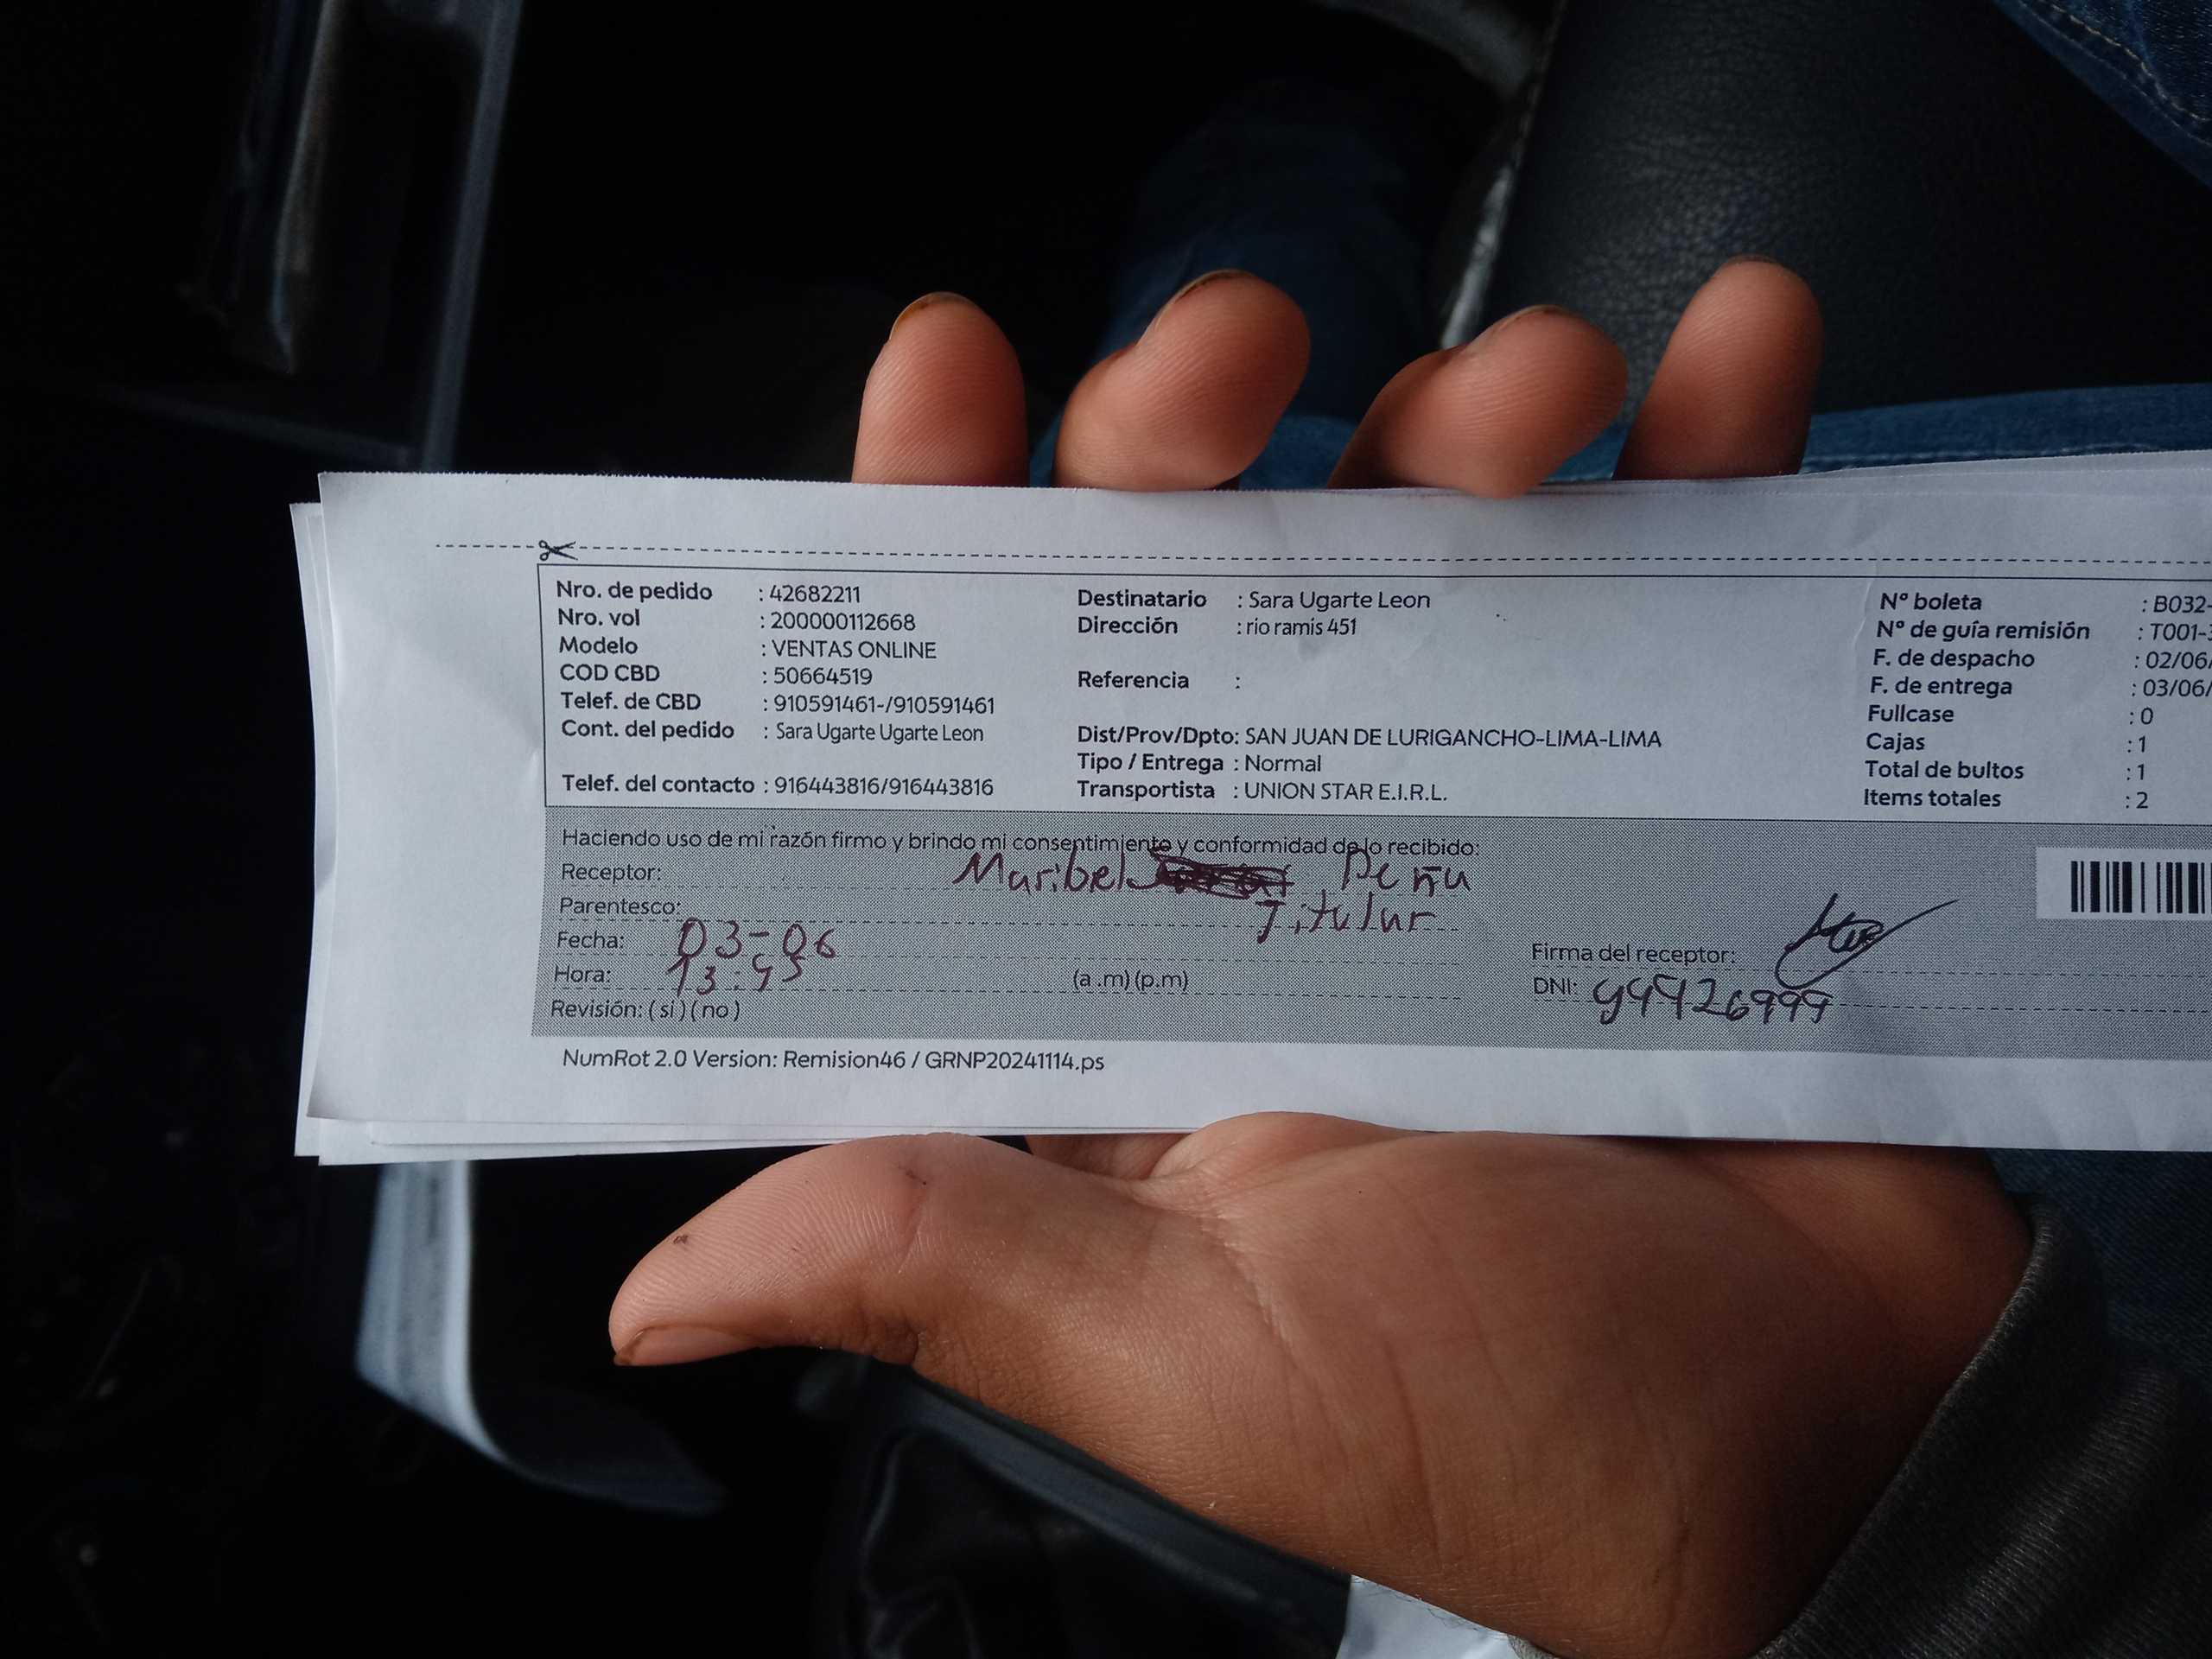 Nro. de pedido : 42682211
Nro. vol : 200000112668
Modelo : VENTAS ONLINE
COD CBD : 50664519
Telef. de CBD : 910591461-/910591461
Cont. del pedido : Sara Ugarte Ugarte Leon
Telef. del contacto : 916443816/916443816
Destinatario : Sara Ugarte Leon
Dirección : rio ramis 451
Referencia :
Dist/Prov/Dpto: SAN JUAN DE LURIGANCHO-LIMA-LIMA
Tipo / Entrega : Normal
Transportista : UNION STAR E.I.R.L.
Nº boleta : B032-
Nº de guía remisión : T001-
F. de despacho : 02/06/
F. de entrega : 03/06/
Fullcase : 0
Cajas : 1
Total de bultos : 1
Items totales : 2
Haciendo uso de mi razón firmo y brindo mi consentimiento y conformidad de lo recibido:
Receptor: Maribel Peña
Parentesco: Titular
Fecha: 03-06
Hora: (a .m) (p.m)
Revisión: ( si ) ( no )
Firma del receptor:
DNI:
NumRot 2.0 Version: Remision46 / GRNP20241114.ps